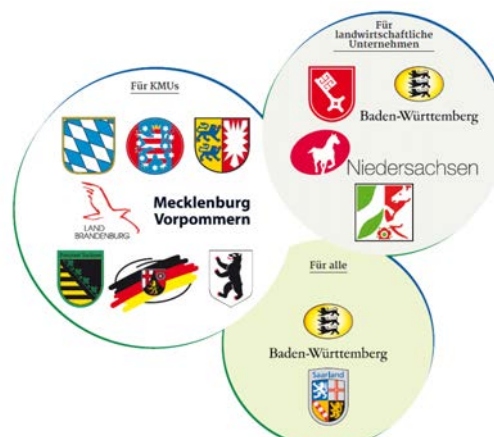 Für KMUs
LAND
BRANDENBURG
Mecklenburg
Vorpommern
Freistaat Sachsen
Für
landwirtschaftliche
Unternehmen
Baden-Württemberg
Niedersachsen
Für alle
Baden-Württemberg
Saarland